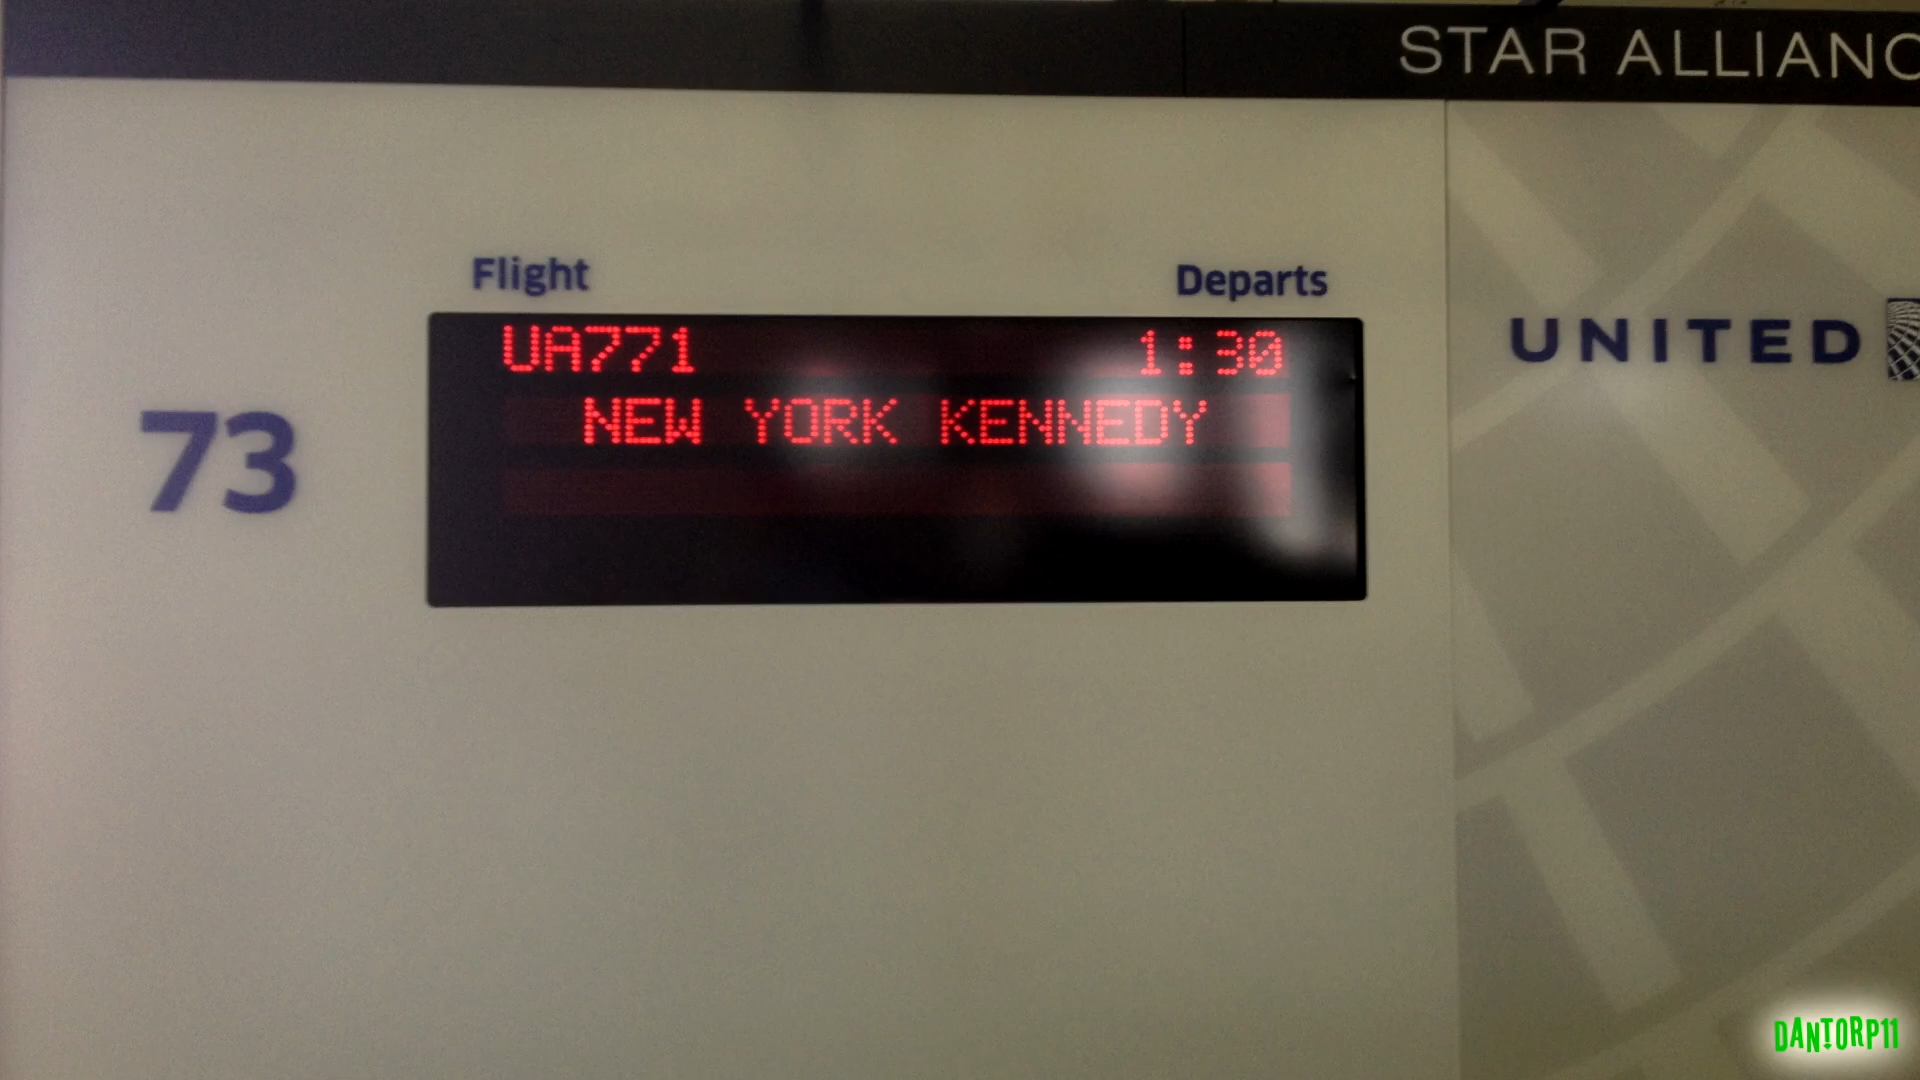 STAR ALLIANC
Flight Departs
UA771 1:30
NEW YORK KENNEDY
73
UNITED
DANTORP11